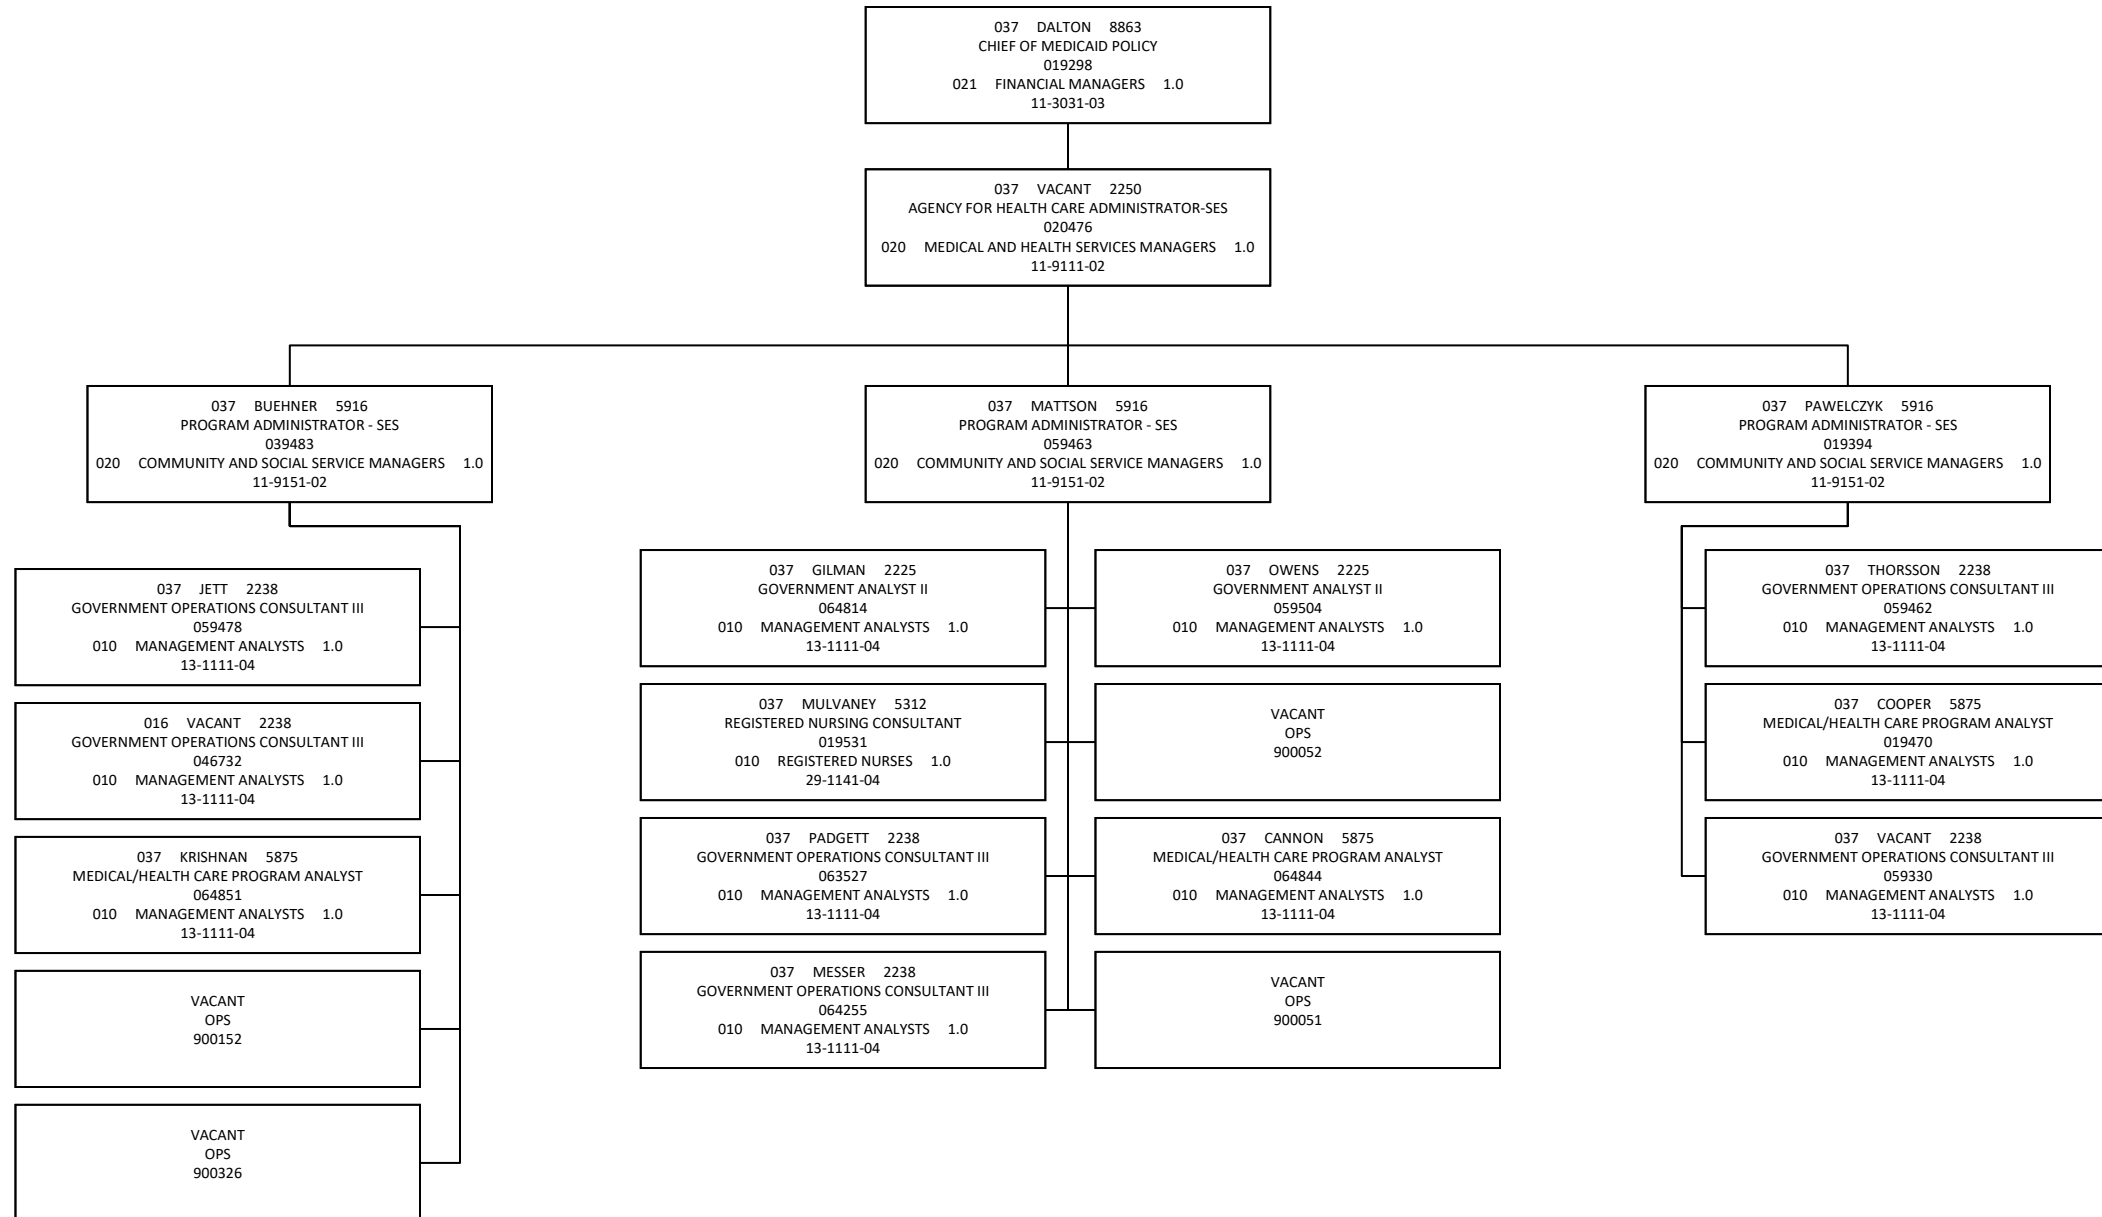 037 DALTON 8863
CHIEF OF MEDICAID POLICY
019298
021 FINANCIAL MANAGERS 1.0
11-3031-03
037 VACANT 2250
AGENCY FOR HEALTH CARE ADMINISTRATOR-SES
020476
020 MEDICAL AND HEALTH SERVICES MANAGERS 1.0
11-9111-02
037 BUEHNER 5916
PROGRAM ADMINISTRATOR - SES
039483
020 COMMUNITY AND SOCIAL SERVICE MANAGERS 1.0
11-9151-02
037 JETT 2238
GOVERNMENT OPERATIONS CONSULTANT III
059478
010 MANAGEMENT ANALYSTS 1.0
13-1111-04
016 VACANT 2238
GOVERNMENT OPERATIONS CONSULTANT III
046732
010 MANAGEMENT ANALYSTS 1.0
13-1111-04
037 KRISHNAN 5875
MEDICAL/HEALTH CARE PROGRAM ANALYST
064851
010 MANAGEMENT ANALYSTS 1.0
13-1111-04
VACANT
OPS
900152
VACANT
OPS
900326
037 MATTSON 5916
PROGRAM ADMINISTRATOR - SES
059463
020 COMMUNITY AND SOCIAL SERVICE MANAGERS 1.0
11-9151-02
037 GILMAN 2225
GOVERNMENT ANALYST II
064814
010 MANAGEMENT ANALYSTS 1.0
13-1111-04
037 OWENS 2225
GOVERNMENT ANALYST II
059504
010 MANAGEMENT ANALYSTS 1.0
13-1111-04
037 MULVANEY 5312
REGISTERED NURSING CONSULTANT
019531
010 REGISTERED NURSES 1.0
29-1141-04
VACANT
OPS
900052
037 PADGETT 2238
GOVERNMENT OPERATIONS CONSULTANT III
063527
010 MANAGEMENT ANALYSTS 1.0
13-1111-04
037 CANNON 5875
MEDICAL/HEALTH CARE PROGRAM ANALYST
064844
010 MANAGEMENT ANALYSTS 1.0
13-1111-04
037 MESSER 2238
GOVERNMENT OPERATIONS CONSULTANT III
064255
010 MANAGEMENT ANALYSTS 1.0
13-1111-04
VACANT
OPS
900051
037 PAWELCZYK 5916
PROGRAM ADMINISTRATOR - SES
019394
020 COMMUNITY AND SOCIAL SERVICE MANAGERS 1.0
11-9151-02
037 THORSSON 2238
GOVERNMENT OPERATIONS CONSULTANT III
059462
010 MANAGEMENT ANALYSTS 1.0
13-1111-04
037 COOPER 5875
MEDICAL/HEALTH CARE PROGRAM ANALYST
019470
010 MANAGEMENT ANALYSTS 1.0
13-1111-04
037 VACANT 2238
GOVERNMENT OPERATIONS CONSULTANT III
059330
010 MANAGEMENT ANALYSTS 1.0
13-1111-04